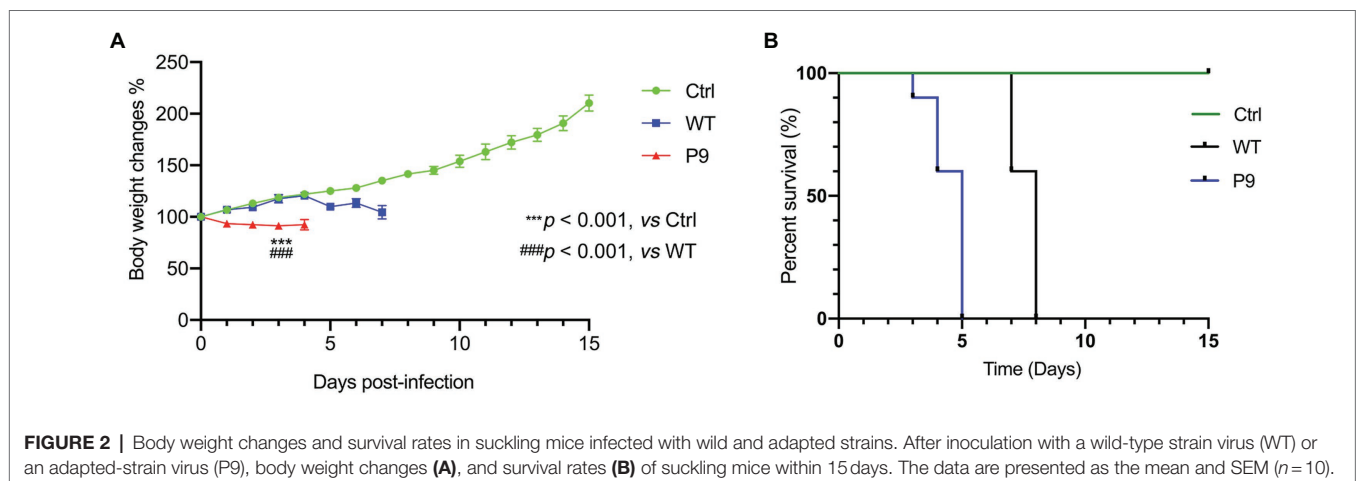 A
Body weight changes %
250
200
150
100
50
0
0 5 10 15
Days post-infection
Ctrl
WT
P9
***p < 0.001, vs Ctrl
###p < 0.001, vs WT
***
###
B
Percent survival (%)
100
50
0
0 5 10 15
Time (Days)
Ctrl
WT
P9
FIGURE 2 | Body weight changes and survival rates in suckling mice infected with wild and adapted strains. After inoculation with a wild-type strain virus (WT) or
an adapted-strain virus (P9), body weight changes (A), and survival rates (B) of suckling mice within 15 days. The data are presented as the mean and SEM (n = 10).